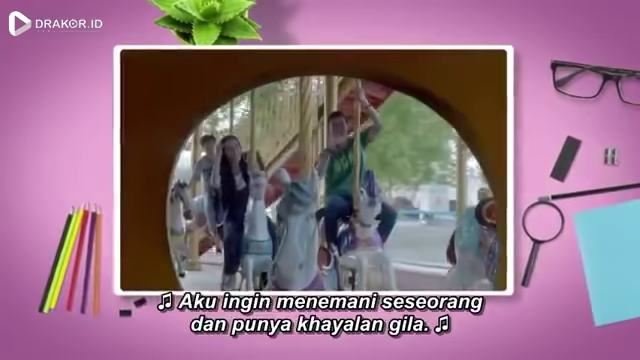 DRAKOR.ID
♫ Aku ingin menemani seseorang
dan punya khayalan gila. ♫